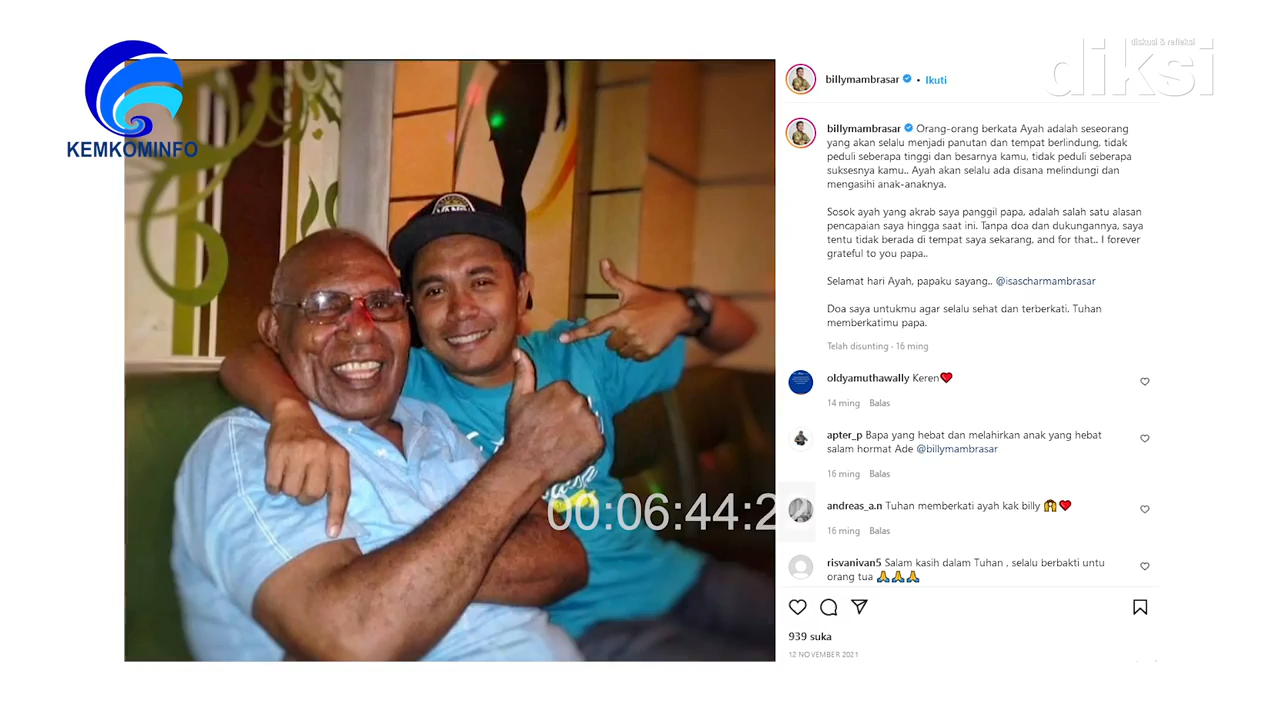 KEMKOMINFO
diskusi & refleksi
diksi
VANS
billymambrasar • Ikuti
billymambrasar Orang-orang berkata Ayah adalah seseorang
yang akan selalu menjadi panutan dan tempat berlindung, tidak
peduli seberapa tinggi dan besarnya kamu, tidak peduli seberapa
suksesnya kamu.. Ayah akan selalu ada disana melindungi dan
mengasihi anak-anaknya.
Sosok ayah yang akrab saya panggil papa, adalah salah satu alasan
pencapaian saya hingga saat ini. Tanpa doa dan dukungannya, saya
tentu tidak berada di tempat saya sekarang, and for that.. I forever
grateful to you papa..
Selamat hari Ayah, papaku sayang.. @isascharmambrasar
Doa saya untukmu agar selalu sehat dan terberkati. Tuhan
memberkatimu papa.
Telah disunting · 16 ming
oldyamuthawally Keren❤️
14 ming Balas
apter_p Bapa yang hebat dan melahirkan anak yang hebat
salam hormat Ade @billymambrasar
16 ming Balas
andreas_a.n Tuhan memberkati ayah kak billy 🙌❤️
16 ming Balas
risvanivan5 Salam kasih dalam Tuhan , selalu berbakti untu
orang tua 🙏🙏🙏
939 suka
12 NOVEMBER 2021
00:06:44:2